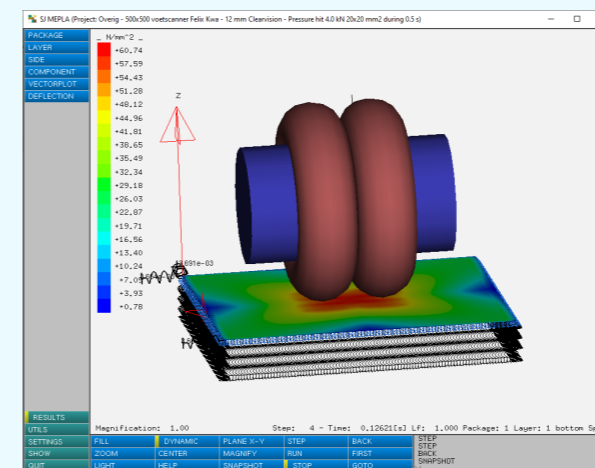 SJ MEPLA (Project: Overig - 500x500 voetscanner Felix Kwa - 12 mm Clearvision - Pressure hit 4.0 kN 20x20 mm2 during 0.5 s)
PACKAGE
LAYER
SIDE
COMPONENT
VECTORPLOT
DEFLECTION
_ N/mm^2 _
+60,74
+57,59
+54,43
+51,28
+48,12
+44,96
+41,81
+38,65
+35,49
+32,34
+29,18
+26,03
+22,87
+19,71
+16,56
+13,40
+10,24
+7,09
+3,93
+0,78
Z
RESULTS
UTILS
SETTINGS
SHOW
QUIT
Magnification: 1.00 Step: 4 - Time: 0.12621[s] Lf: 1.000 Package: 1 Layer: 1 bottom
FILL DYNAMIC PLANE X-Y STEP BACK
ZOOM CENTER MAGNIFY RUN FIRST
LIGHT HELP SNAPSHOT STOP GOTO
STEP
STEP
BACK
SNAPSHOT